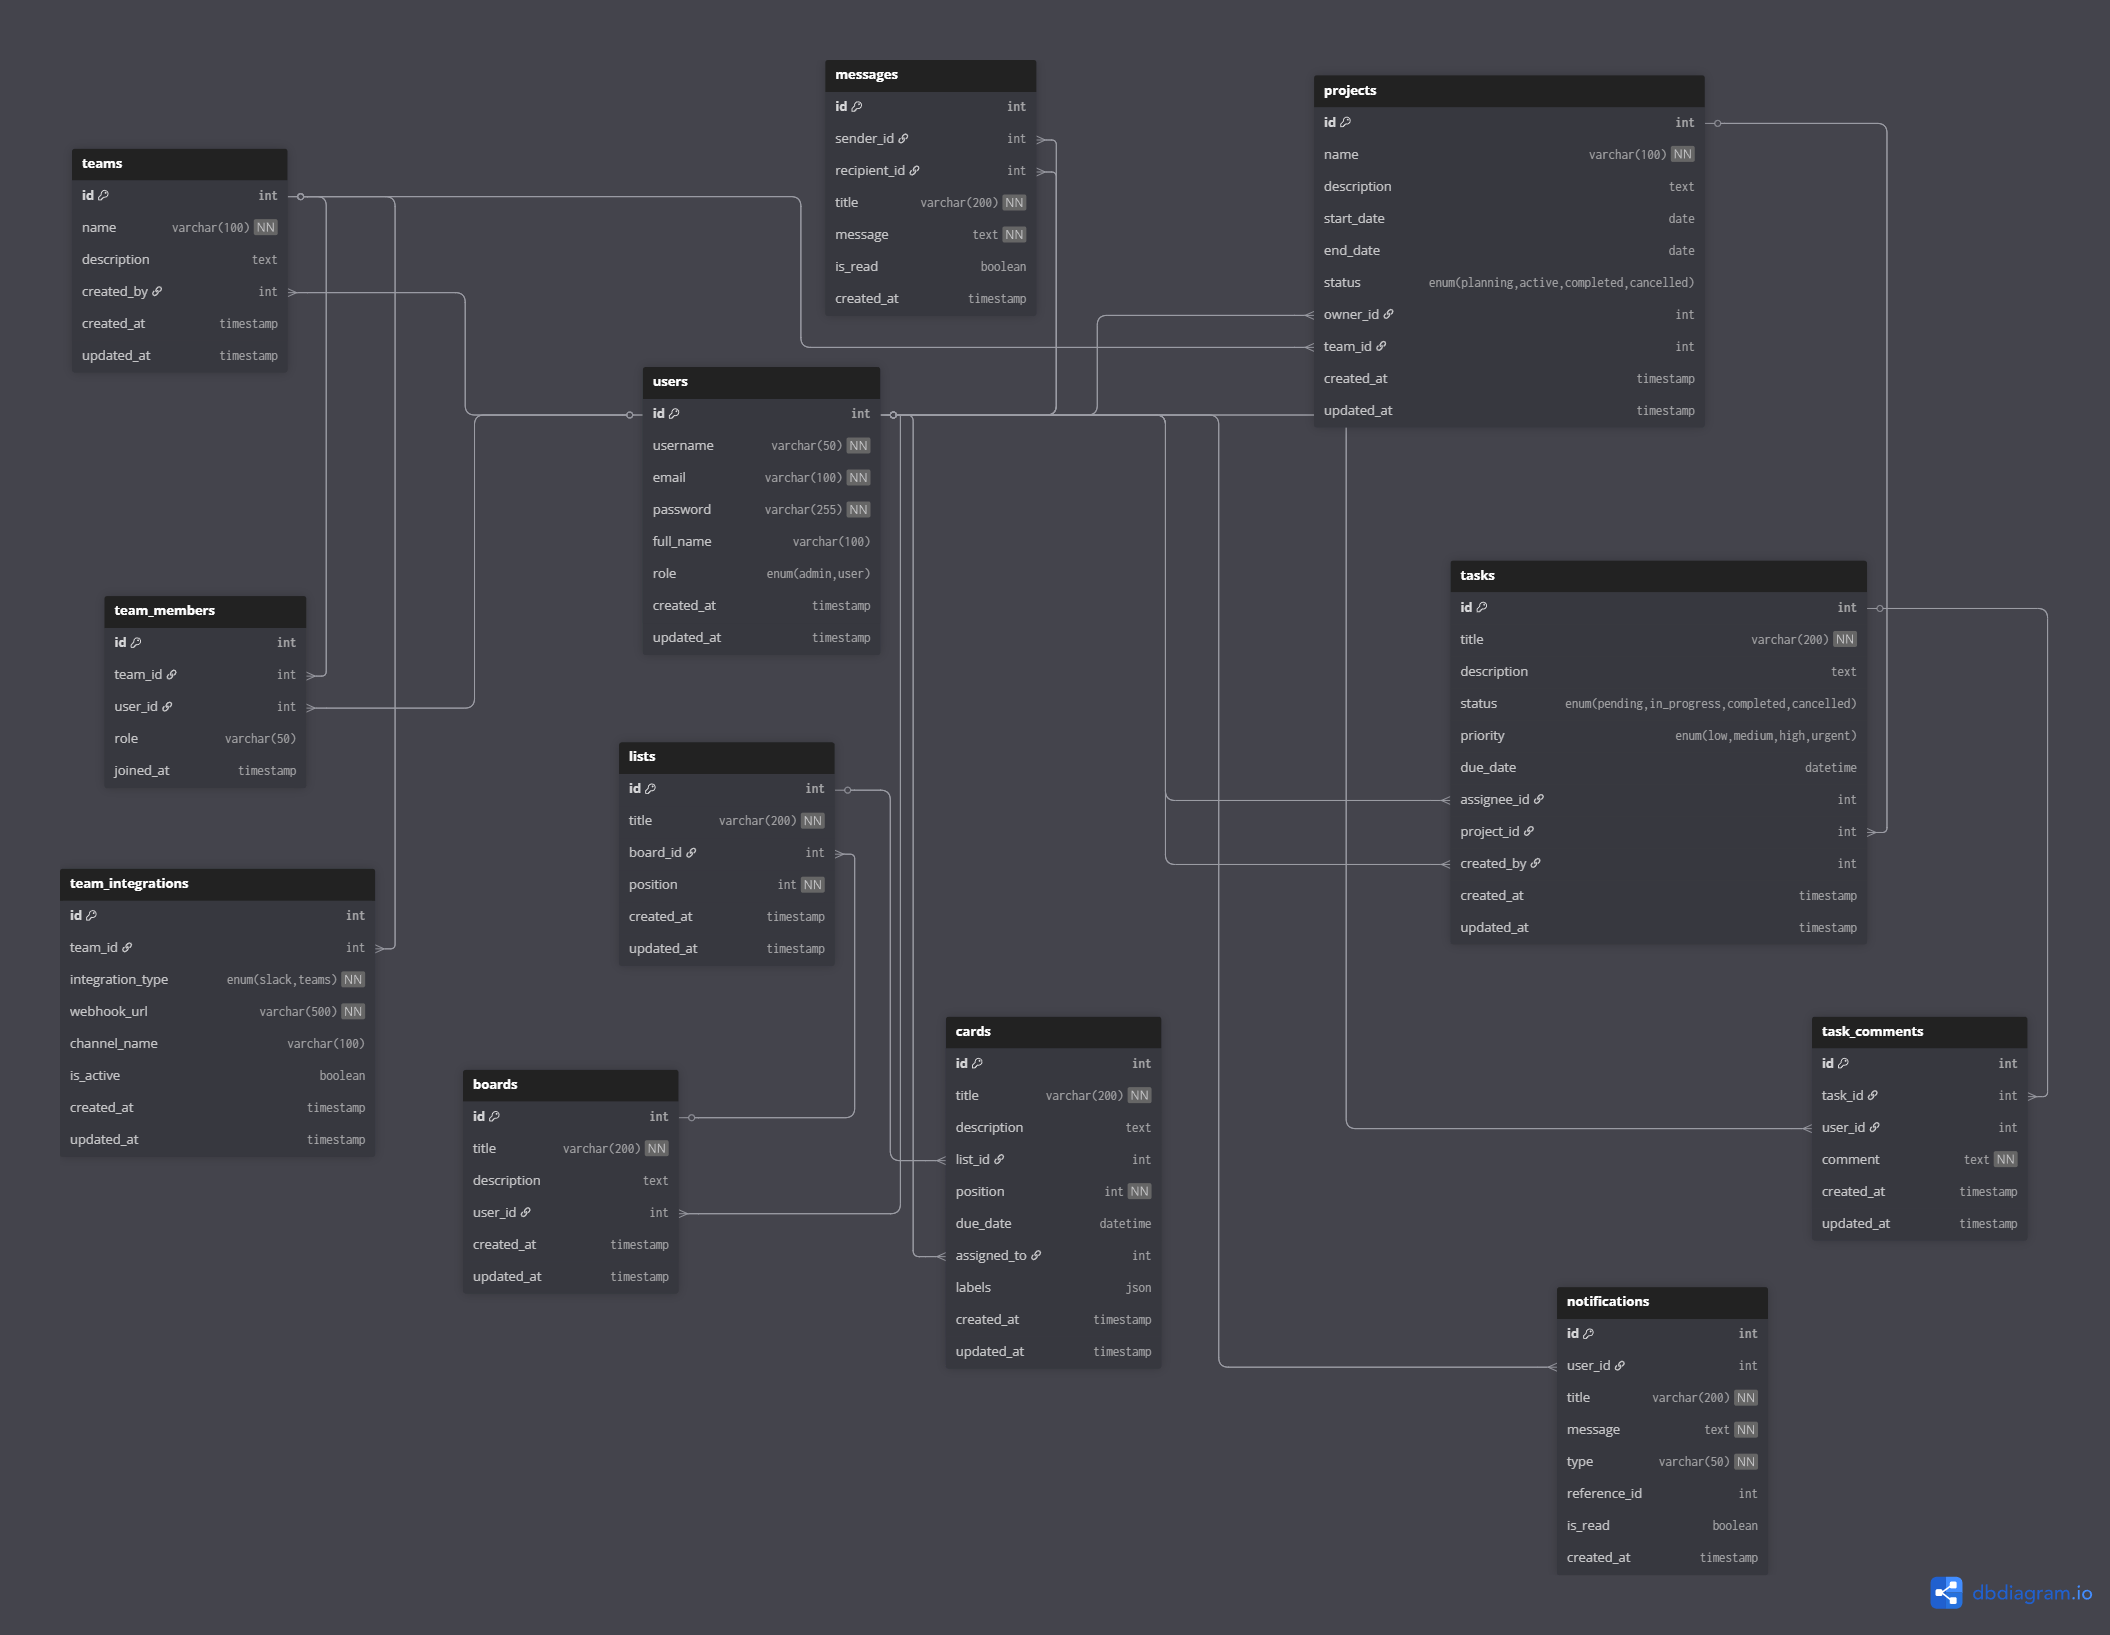 messages
id int
sender_id int
recipient_id int
title varchar(200) NN
message text NN
is_read boolean
created_at timestamp
projects
id int
name varchar(100) NN
description text
start_date date
end_date date
status enum(planning,active,completed,cancelled)
owner_id int
team_id int
created_at timestamp
updated_at timestamp
teams
id int
name varchar(100) NN
description text
created_by int
created_at timestamp
updated_at timestamp
users
id int
username varchar(50) NN
email varchar(100) NN
password varchar(255) NN
full_name varchar(100)
role enum(admin,user)
created_at timestamp
updated_at timestamp
tasks
id int
title varchar(200) NN
description text
status enum(pending,in_progress,completed,cancelled)
priority enum(low,medium,high,urgent)
due_date datetime
assignee_id int
project_id int
created_by int
created_at timestamp
updated_at timestamp
team_members
id int
team_id int
user_id int
role varchar(50)
joined_at timestamp
lists
id int
title varchar(200) NN
board_id int
position int NN
created_at timestamp
updated_at timestamp
team_integrations
id int
team_id int
integration_type enum(slack,teams) NN
webhook_url varchar(500) NN
channel_name varchar(100)
is_active boolean
created_at timestamp
updated_at timestamp
cards
id int
title varchar(200) NN
description text
list_id int
position int NN
due_date datetime
assigned_to int
labels json
created_at timestamp
updated_at timestamp
task_comments
id int
task_id int
user_id int
comment text NN
created_at timestamp
updated_at timestamp
boards
id int
title varchar(200) NN
description text
user_id int
created_at timestamp
updated_at timestamp
notifications
id int
user_id int
title varchar(200) NN
message text NN
type varchar(50) NN
reference_id int
is_read boolean
created_at timestamp
dbdiagram.io